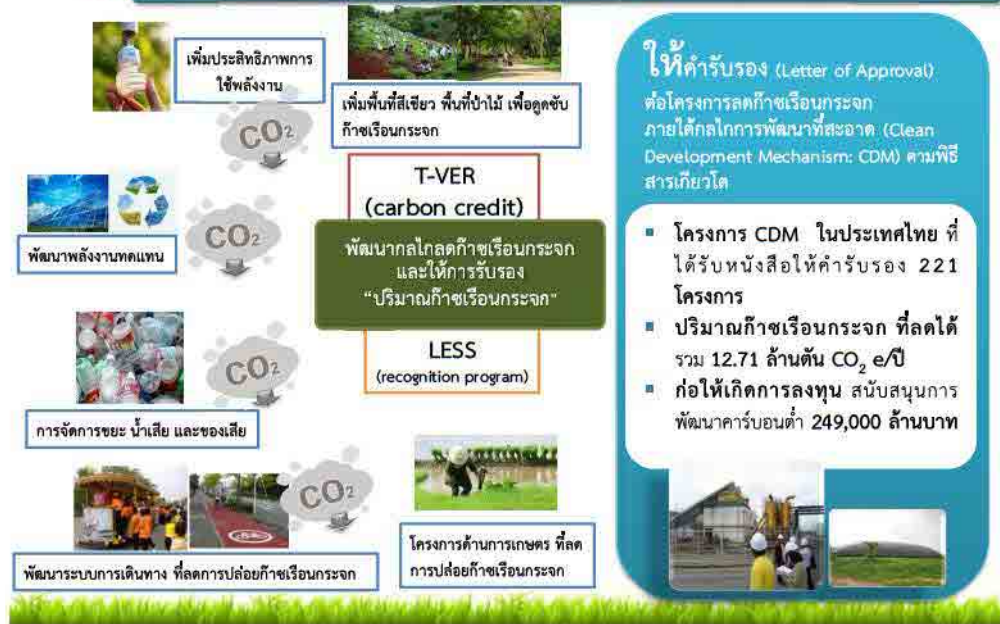 เพิ่มประสิทธิภาพการ
ใช้พลังงาน
เพิ่มพื้นที่สีเขียว พื้นที่ป่าไม้ เพื่อดูดซับ
ก๊าซเรือนกระจก
CO2
T-VER
(carbon credit)
พัฒนากลไกลดก๊าซเรือนกระจก
และให้การรับรอง
“ปริมาณก๊าซเรือนกระจก"
LESS
(recognition program)
CO2
พัฒนาพลังงานทดแทน
CO2
การจัดการขยะ น้ำเสีย และของเสีย
CO2
พัฒนาระบบการเดินทาง ที่ลดการปล่อยก๊าซเรือนกระจก
โครงการด้านการเกษตร ที่ลด
การปล่อยก๊าซเรือนกระจก
ให้คำรับรอง (Letter of Approval)
ต่อโครงการลดก๊าซเรือนกระจก
ภายใต้กลไกการพัฒนาที่สะอาด (Clean
Development Mechanism: CDM) ตามพิธี
สารเกียวโต
▪ โครงการ CDM ในประเทศไทย ที่
ได้รับหนังสือให้คำรับรอง 221
โครงการ
▪ ปริมาณก๊าซเรือนกระจก ที่ลดได้
รวม 12.71 ล้านตัน CO2 e/ปี
▪ ก่อให้เกิดการลงทุน สนับสนุนการ
พัฒนาคาร์บอนต่ำ 249,000 ล้านบาท